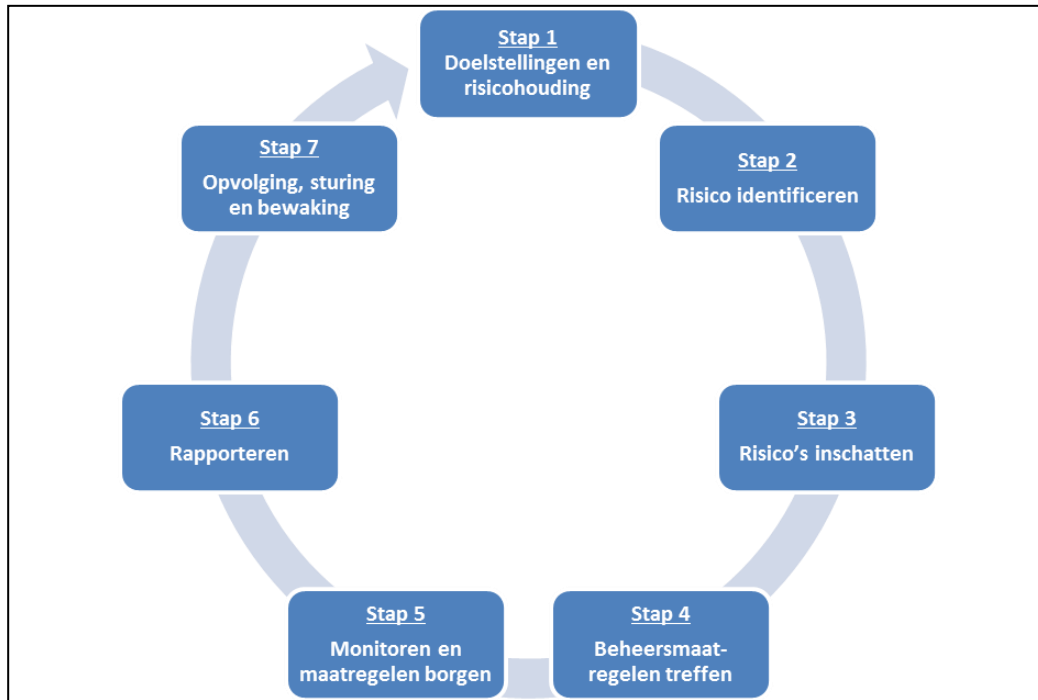 Stap 1
Doelstellingen en
risicohouding
Stap 2
Risico identificeren
Stap 3
Risico's inschatten
Stap 4
Beheersmaat-
regelen treffen
Stap 5
Monitoren en
maatregelen borgen
Stap 6
Rapporteren
Stap 7
Opvolging, sturing
en bewaking